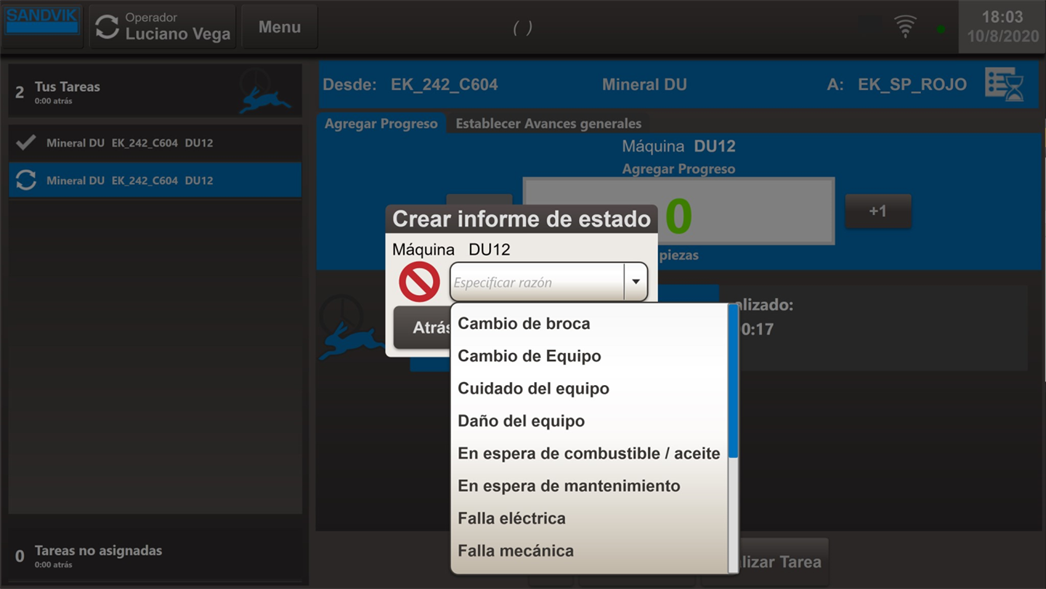 SANDVIK
Operador
Luciano Vega
Menu
( )
18:03
10/8/2020
2 Tus Tareas
0:00 atrás
Mineral DU EK_242_C604 DU12
Mineral DU EK_242_C604 DU12
0 Tareas no asignadas
0:00 atrás
Desde: EK_242_C604 Mineral DU A: EK_SP_ROJO
Agregar Progreso Establecer Avances generales
Máquina DU12
Agregar Progreso
0
+1
piezas
alizado:
0:17
Crear informe de estado
Máquina DU12
Especificar razón
Atrás
Cambio de broca
Cambio de Equipo
Cuidado del equipo
Daño del equipo
En espera de combustible / aceite
En espera de mantenimiento
Falla eléctrica
Falla mecánica
lizar Tarea